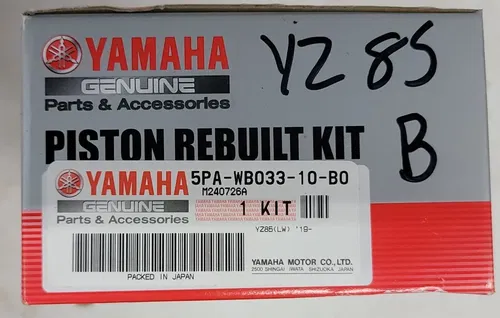 YAMAHA
GENUINE
Parts & Accessories
YZ 85
B
PISTON REBUILT KIT
YAMAHA
GENUINE
Parts & Accessories
5PA-WB033-10-B0
M240726A
1 KIT
YZ85(LW) '19-
PACKED IN JAPAN
YAMAHA MOTOR CO.,LTD.
2500 SHINGAI IWATA SHIZUOKA JAPAN